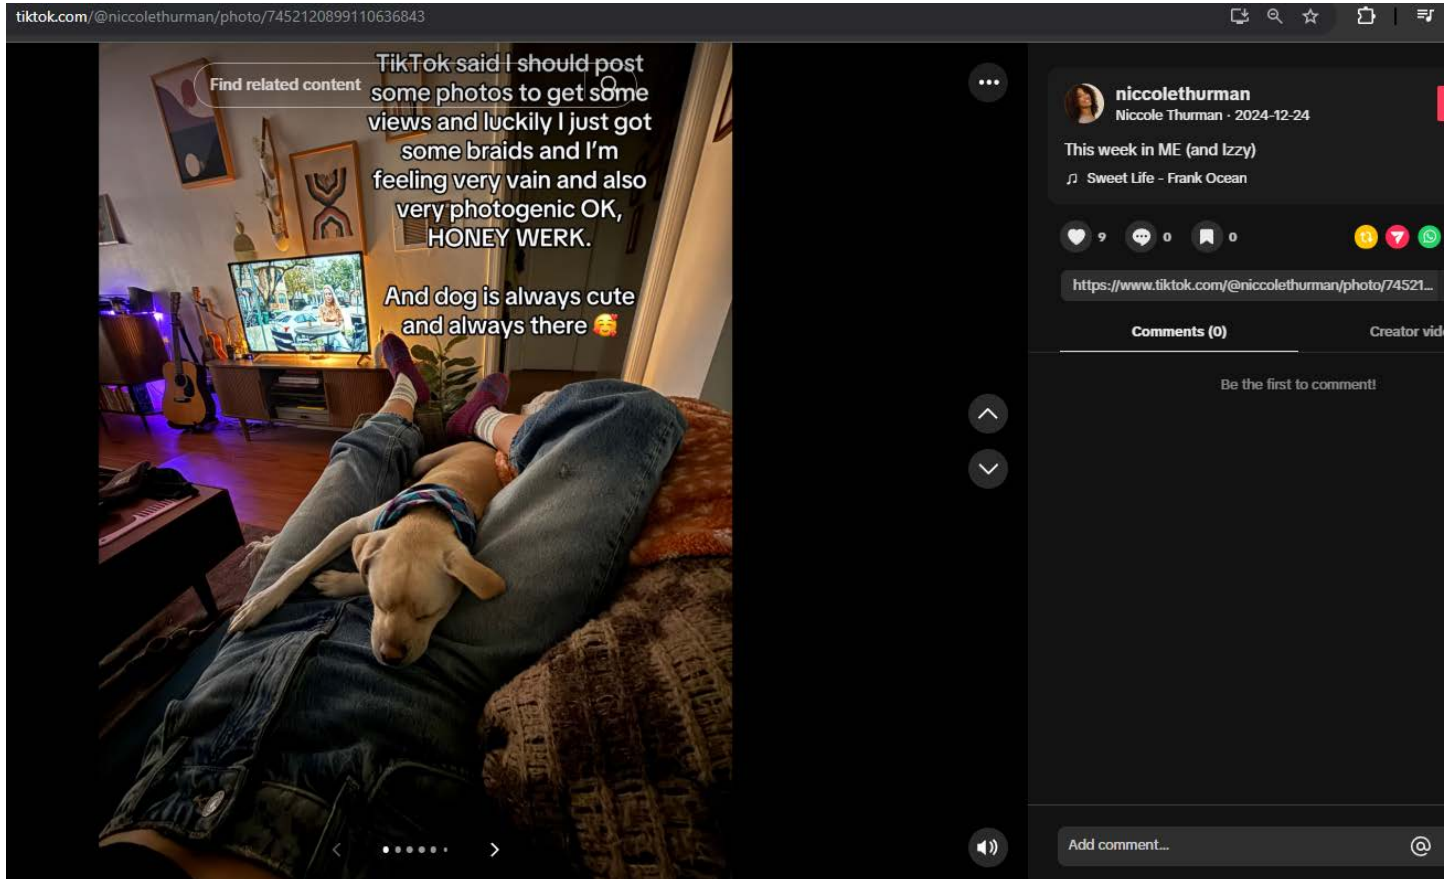 tiktok.com/@niccolethurman/photo/7452120899110636843
Find related content
TikTok said I should post
some photos to get some
views and luckily I just got
some braids and I'm
feeling very vain and also
very photogenic OK,
HONEY WERK.
And dog is always cute
and always there 🥰
niccolethurman
Niccole Thurman · 2024-12-24
This week in ME (and Izzy)
♫ Sweet Life - Frank Ocean
9
0
0
https://www.tiktok.com/@niccolethurman/photo/74521...
Comments (0)
Creator vid
Be the first to comment!
Add comment...
@